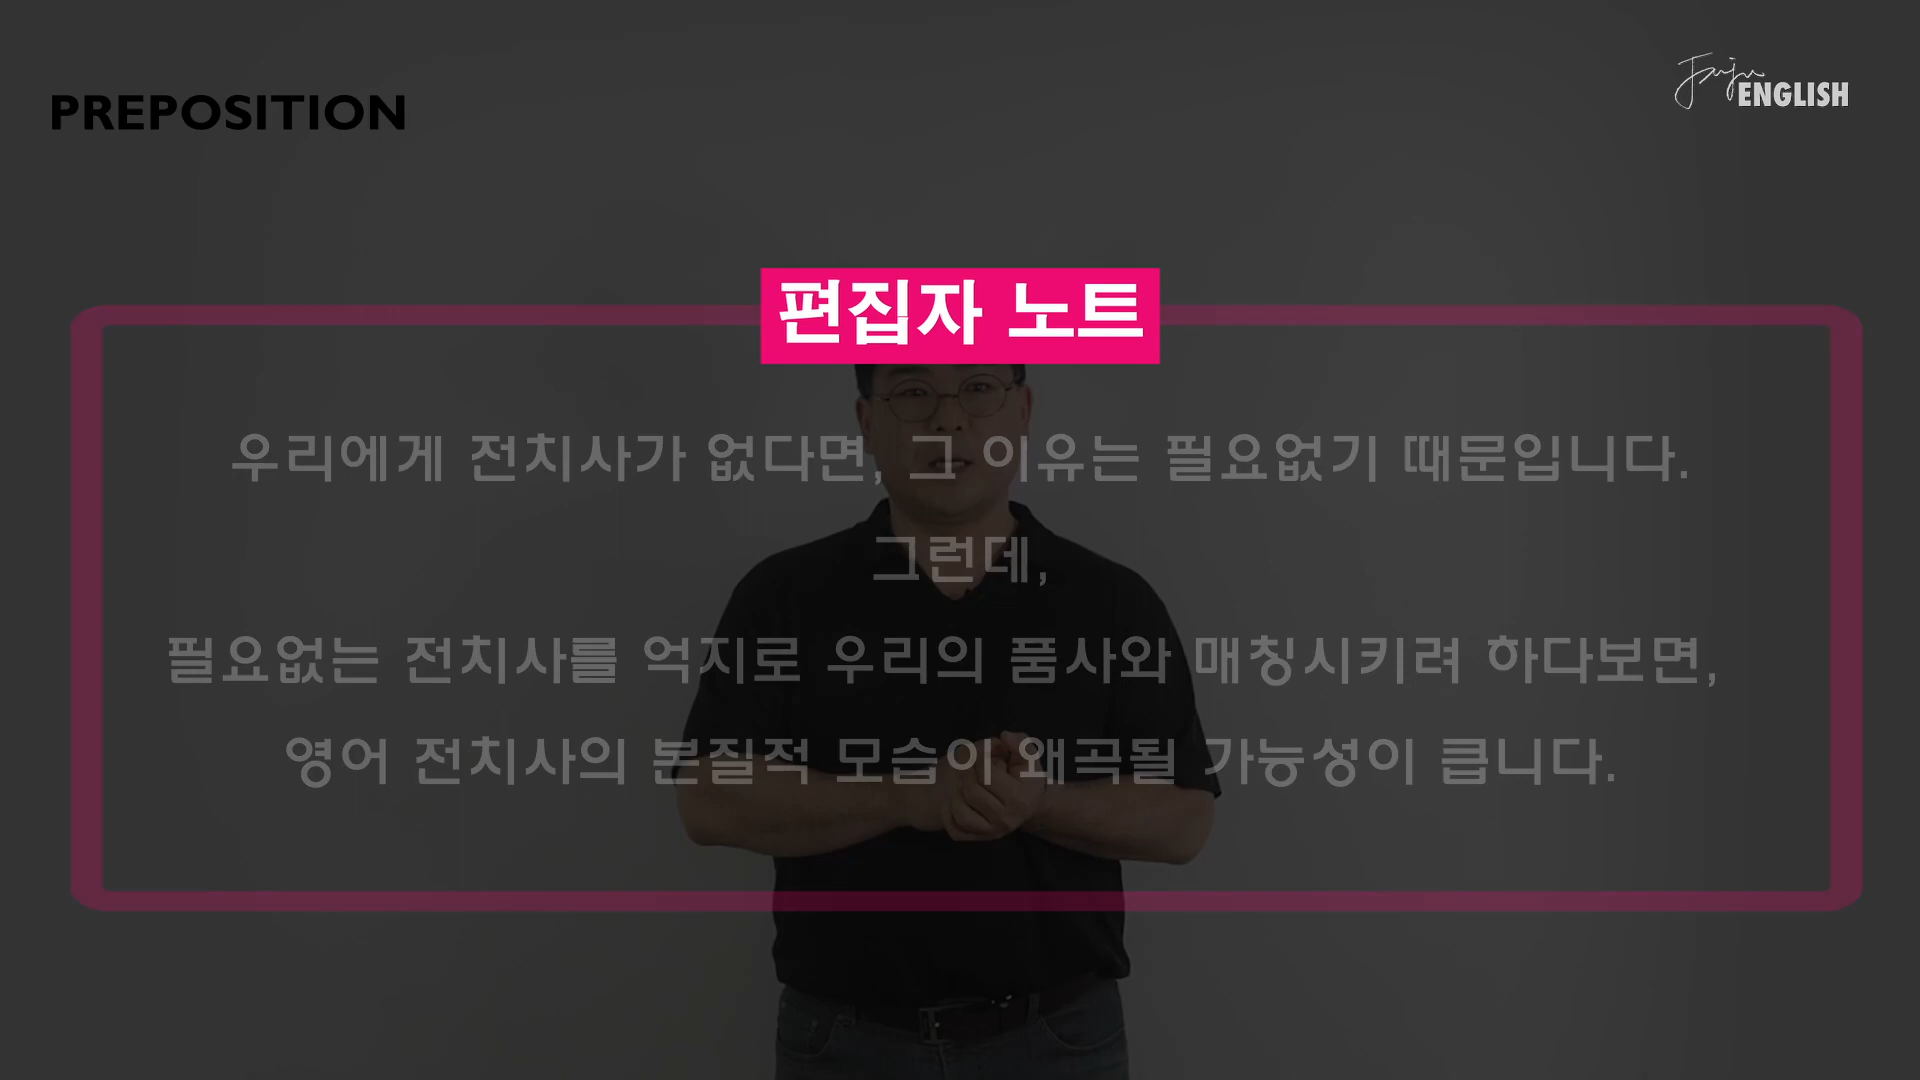 PREPOSITION
ENGLISH
편집자 노트
우리에게 전치사가 없다면, 그 이유는 필요없기 때문입니다.
그런데,
필요없는 전치사를 억지로 우리의 품사와 매칭시키려 하다보면,
영어 전치사의 본질적 모습이 왜곡될 가능성이 큽니다.